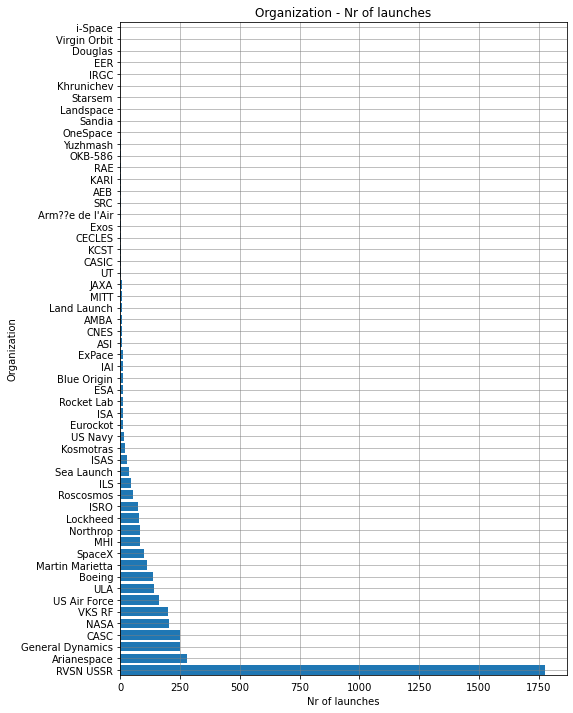 Organization - Nr of launches
i-Space
Virgin Orbit
Douglas
EER
IRGC
Khrunichev
Starsem
Landspace
Sandia
OneSpace
Yuzhmash
OKB-586
RAE
KARI
AEB
SRC
Arm??e de l'Air
Exos
CECLES
KCST
CASIC
UT
JAXA
MITT
Land Launch
AMBA
CNES
ASI
ExPace
IAI
Blue Origin
ESA
Rocket Lab
ISA
Eurockot
US Navy
Kosmotras
ISAS
Sea Launch
ILS
Roscosmos
ISRO
Lockheed
Northrop
MHI
SpaceX
Martin Marietta
Boeing
ULA
US Air Force
VKS RF
NASA
CASC
General Dynamics
Arianespace
RVSN USSR
Organization
0 250 500 750 1000 1250 1500 1750
Nr of launches